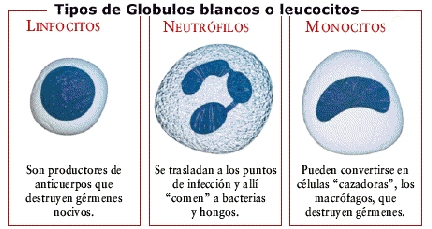 Tipos de Globulos blancos o leucocitos
LINFOCITOS
Son productores de
anticuerpos que
destruyen gérmenes
nocivos.
NEUTRÓFILOS
Se trasladan a los puntos
de infección y allí
“comen” a bacterias
y hongos.
MONOCITOS
Pueden convertirse en
células “cazadoras”, los
macrófagos, que
destruyen gérmenes.